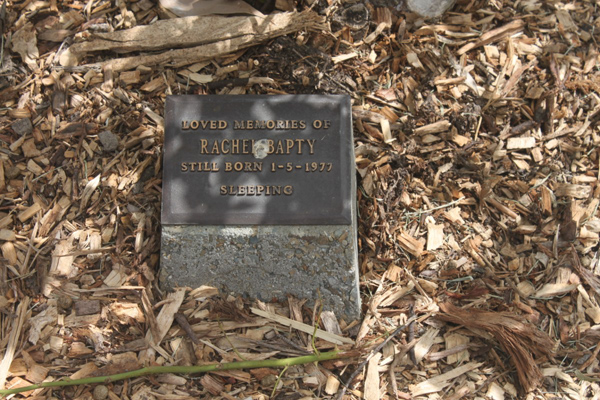 LOVED MEMORIES OF
RACHEL BAPTY
STILL BORN 1-5-1977
SLEEPING